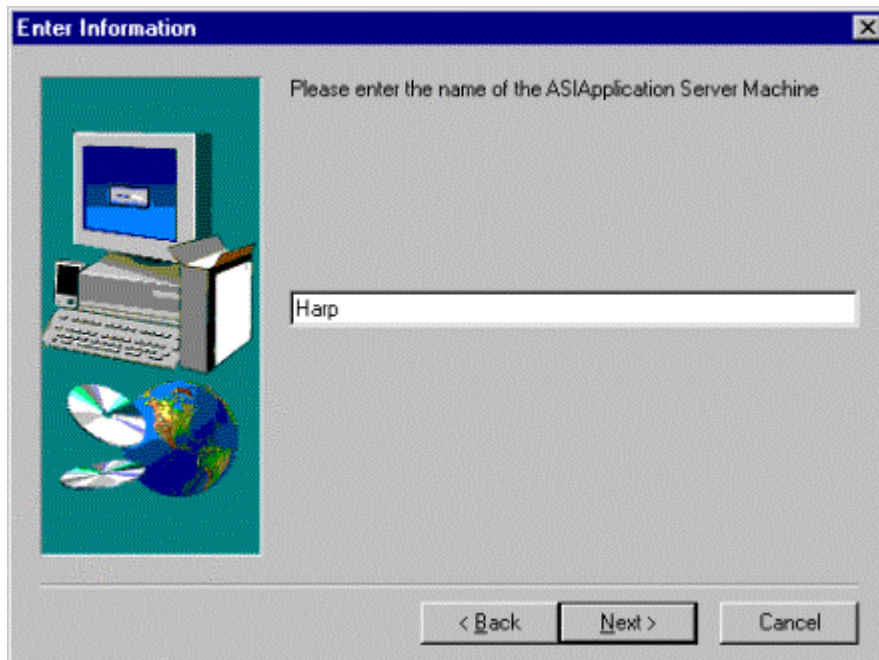 Enter Information
Please enter the name of the ASIApplication Server Machine
Harp
< Back
Next >
Cancel